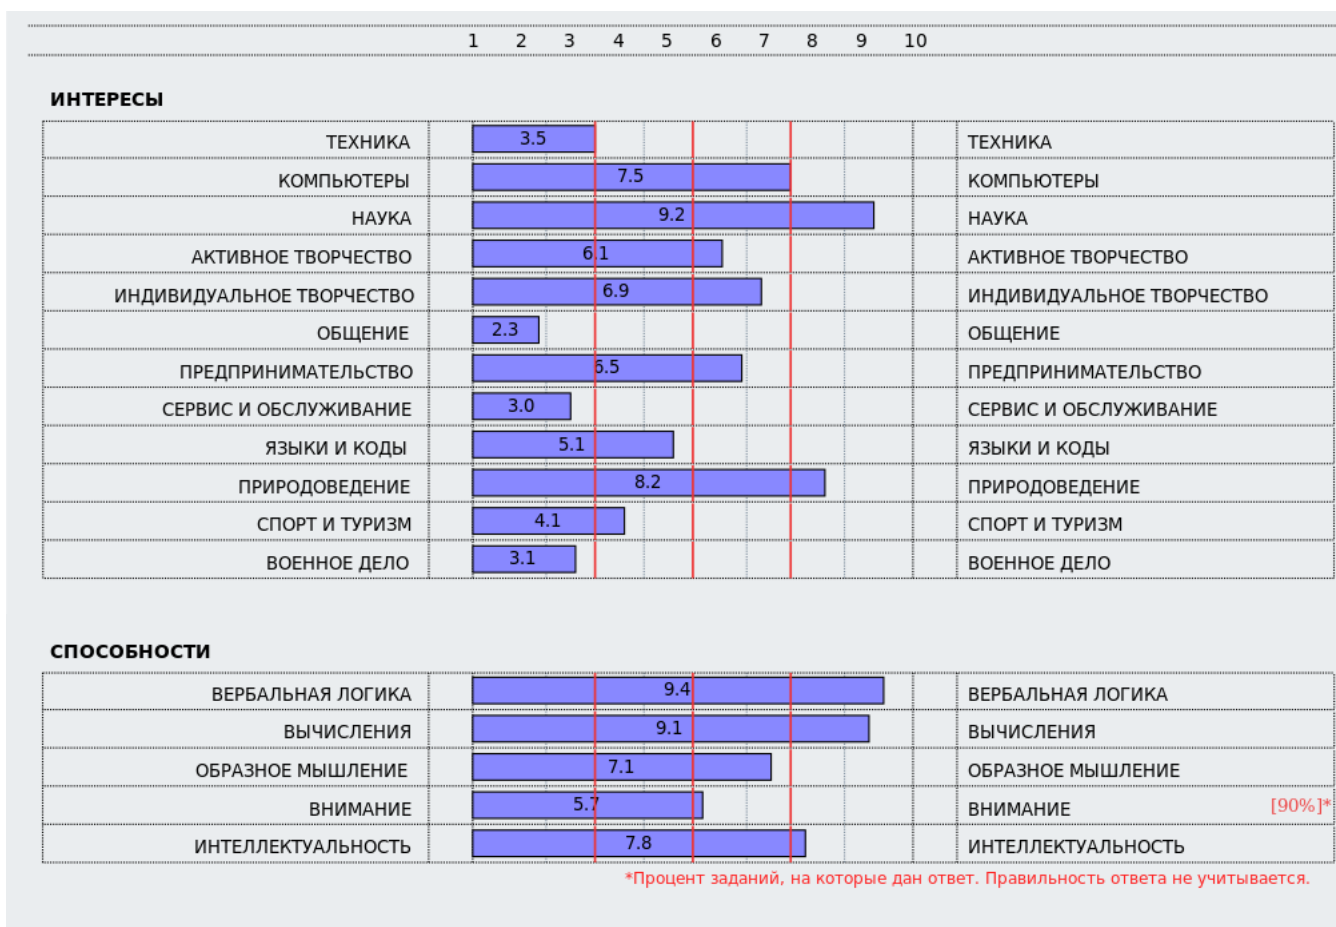 1 2 3 4 5 6 7 8 9 10
ИНТЕРЕСЫ
ТЕХНИКА 3.5 ТЕХНИКА
КОМПЬЮТЕРЫ 7.5 КОМПЬЮТЕРЫ
НАУКА 9.2 НАУКА
АКТИВНОЕ ТВОРЧЕСТВО 6.1 АКТИВНОЕ ТВОРЧЕСТВО
ИНДИВИДУАЛЬНОЕ ТВОРЧЕСТВО 6.9 ИНДИВИДУАЛЬНОЕ ТВОРЧЕСТВО
ОБЩЕНИЕ 2.3 ОБЩЕНИЕ
ПРЕДПРИНИМАТЕЛЬСТВО 6.5 ПРЕДПРИНИМАТЕЛЬСТВО
СЕРВИС И ОБСЛУЖИВАНИЕ 3.0 СЕРВИС И ОБСЛУЖИВАНИЕ
ЯЗЫКИ И КОДЫ 5.1 ЯЗЫКИ И КОДЫ
ПРИРОДОВЕДЕНИЕ 8.2 ПРИРОДОВЕДЕНИЕ
СПОРТ И ТУРИЗМ 4.1 СПОРТ И ТУРИЗМ
ВОЕННОЕ ДЕЛО 3.1 ВОЕННОЕ ДЕЛО
СПОСОБНОСТИ
ВЕРБАЛЬНАЯ ЛОГИКА 9.4 ВЕРБАЛЬНАЯ ЛОГИКА
ВЫЧИСЛЕНИЯ 9.1 ВЫЧИСЛЕНИЯ
ОБРАЗНОЕ МЫШЛЕНИЕ 7.1 ОБРАЗНОЕ МЫШЛЕНИЕ
ВНИМАНИЕ 5.7 ВНИМАНИЕ [90%]*
ИНТЕЛЛЕКТУАЛЬНОСТЬ 7.8 ИНТЕЛЛЕКТУАЛЬНОСТЬ
*Процент заданий, на которые дан ответ. Правильность ответа не учитывается.